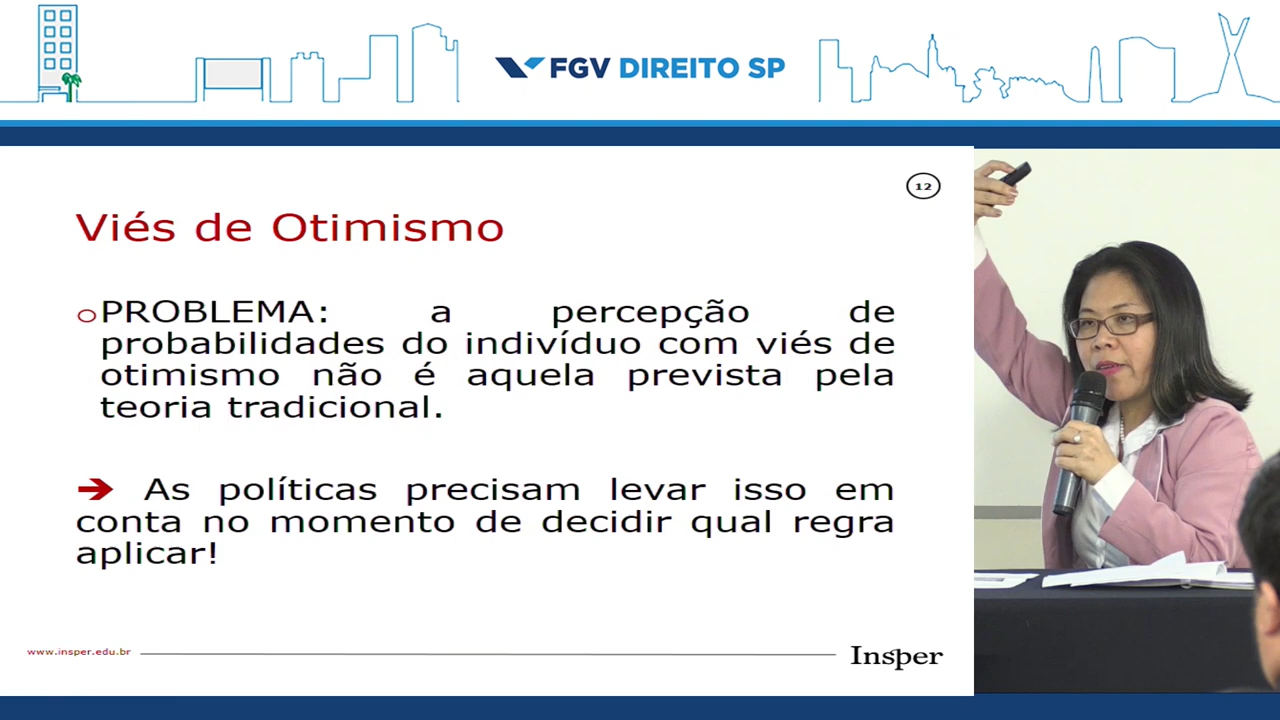 FGV DIREITO SP
12
Viés de Otimismo
PROBLEMA: a percepção de
probabilidades do indivíduo com viés de
otimismo não é aquela prevista pela
teoria tradicional.
➔ As políticas precisam levar isso em
conta no momento de decidir qual regra
aplicar!
www.insper.edu.br
Insper